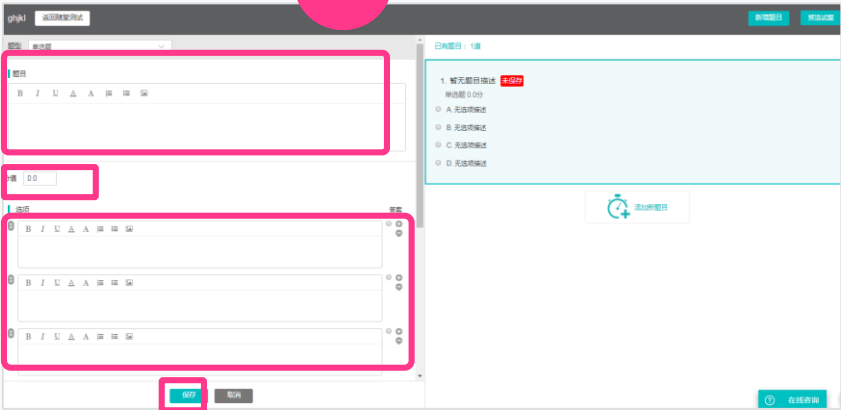 ghjkl 返回随堂测试 新增题目 预览试题
题型 单选题
已有题目：1道
题目
B I U A A
1. 暂无题目描述 未保存
单选题 0.0分
A. 无选项描述
B. 无选项描述
C. 无选项描述
D. 无选项描述
分值 0.0
添加新题目
选项 答案
B I U A A
B I U A A
B I U A A
保存 取消
在线咨询